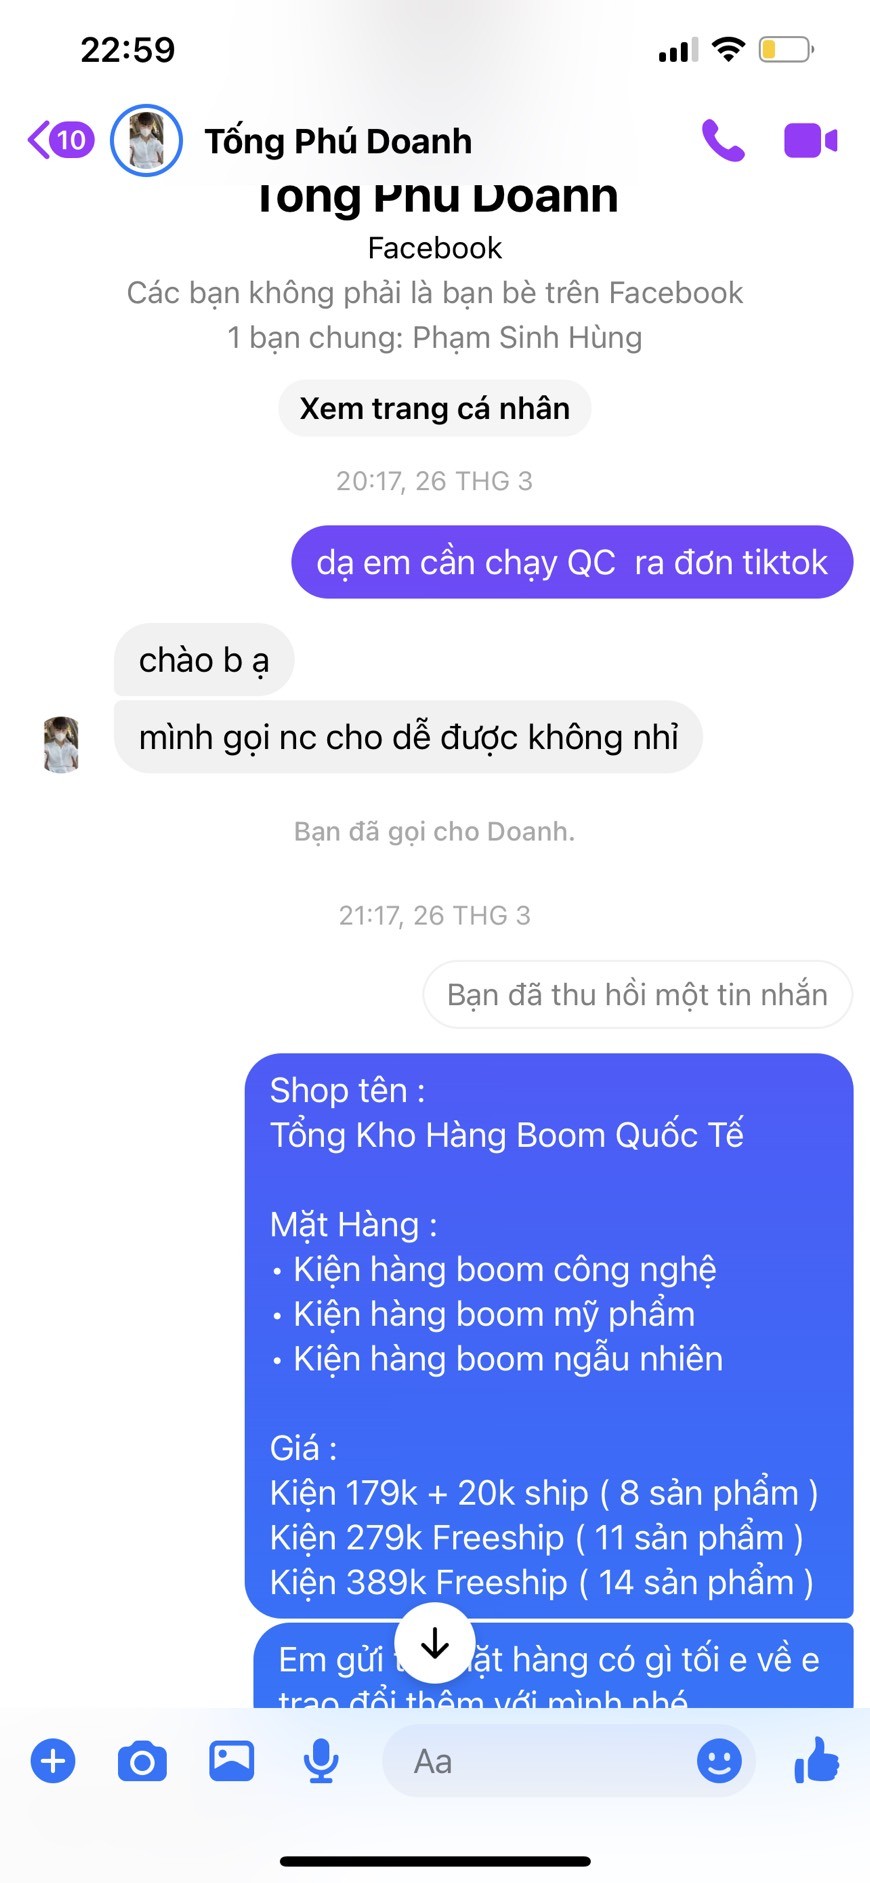 22:59
10
Tống Phú Doanh
Tống Phú Doanh
Facebook
Các bạn không phải là bạn bè trên Facebook
1 bạn chung: Phạm Sinh Hùng
Xem trang cá nhân
20:17, 26 THG 3
dạ em cần chạy QC ra đơn tiktok
chào b ạ
mình gọi nc cho dễ được không nhỉ
Bạn đã gọi cho Doanh.
21:17, 26 THG 3
Bạn đã thu hồi một tin nhắn
Shop tên :
Tổng Kho Hàng Boom Quốc Tế
Mặt Hàng :
• Kiện hàng boom công nghệ
• Kiện hàng boom mỹ phẩm
• Kiện hàng boom ngẫu nhiên
Giá :
Kiện 179k + 20k ship ( 8 sản phẩm )
Kiện 279k Freeship ( 11 sản phẩm )
Kiện 389k Freeship ( 14 sản phẩm )
Em gửi hàng có gì tối e về e
trao đổi thêm với mình nhé
Aa